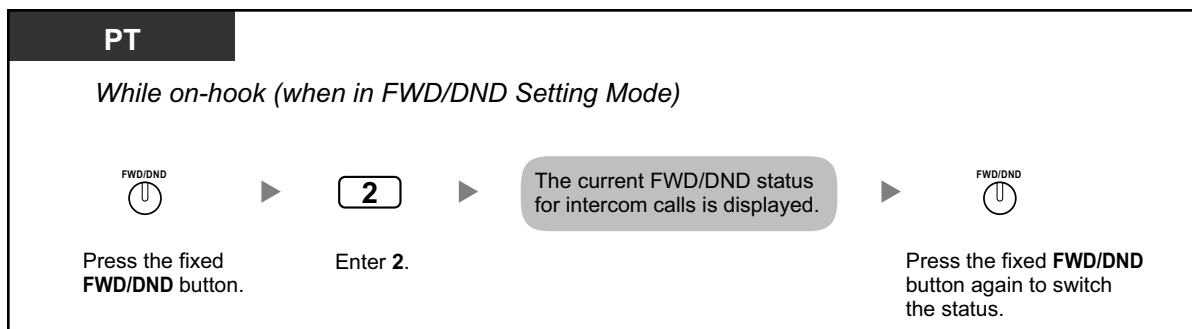 PT
While on-hook (when in FWD/DND Setting Mode)
FWD/DND
2
The current FWD/DND status
for intercom calls is displayed.
FWD/DND
Press the fixed
FWD/DND button.
Enter 2.
Press the fixed FWD/DND
button again to switch
the status.